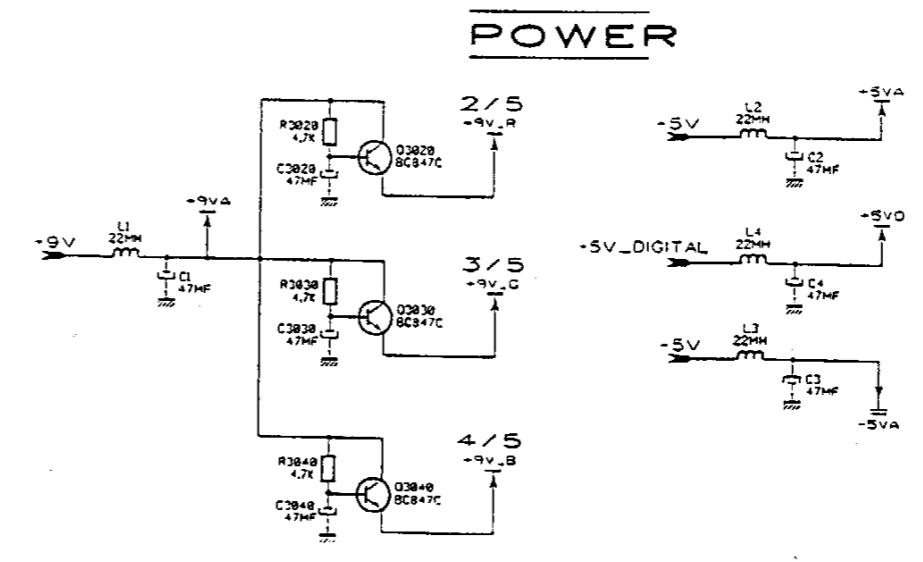 POWER
2/5
+9V_R
R3020
4.7K
C3020
47MF
Q3020
BC847C
+9VA
-9V
L1
22MH
C1
47MF
3/5
+9V_G
R3030
4.7K
C3030
47MF
Q3030
BC847C
4/5
+9V_B
R3040
4.7K
C3040
47MF
Q3040
BC847C
-5V
L2
22MH
+5VA
C2
47MF
+5V_DIGITAL
L4
22MH
+5VD
C4
47MF
-5V
L3
22MH
C3
47MF
-5VA